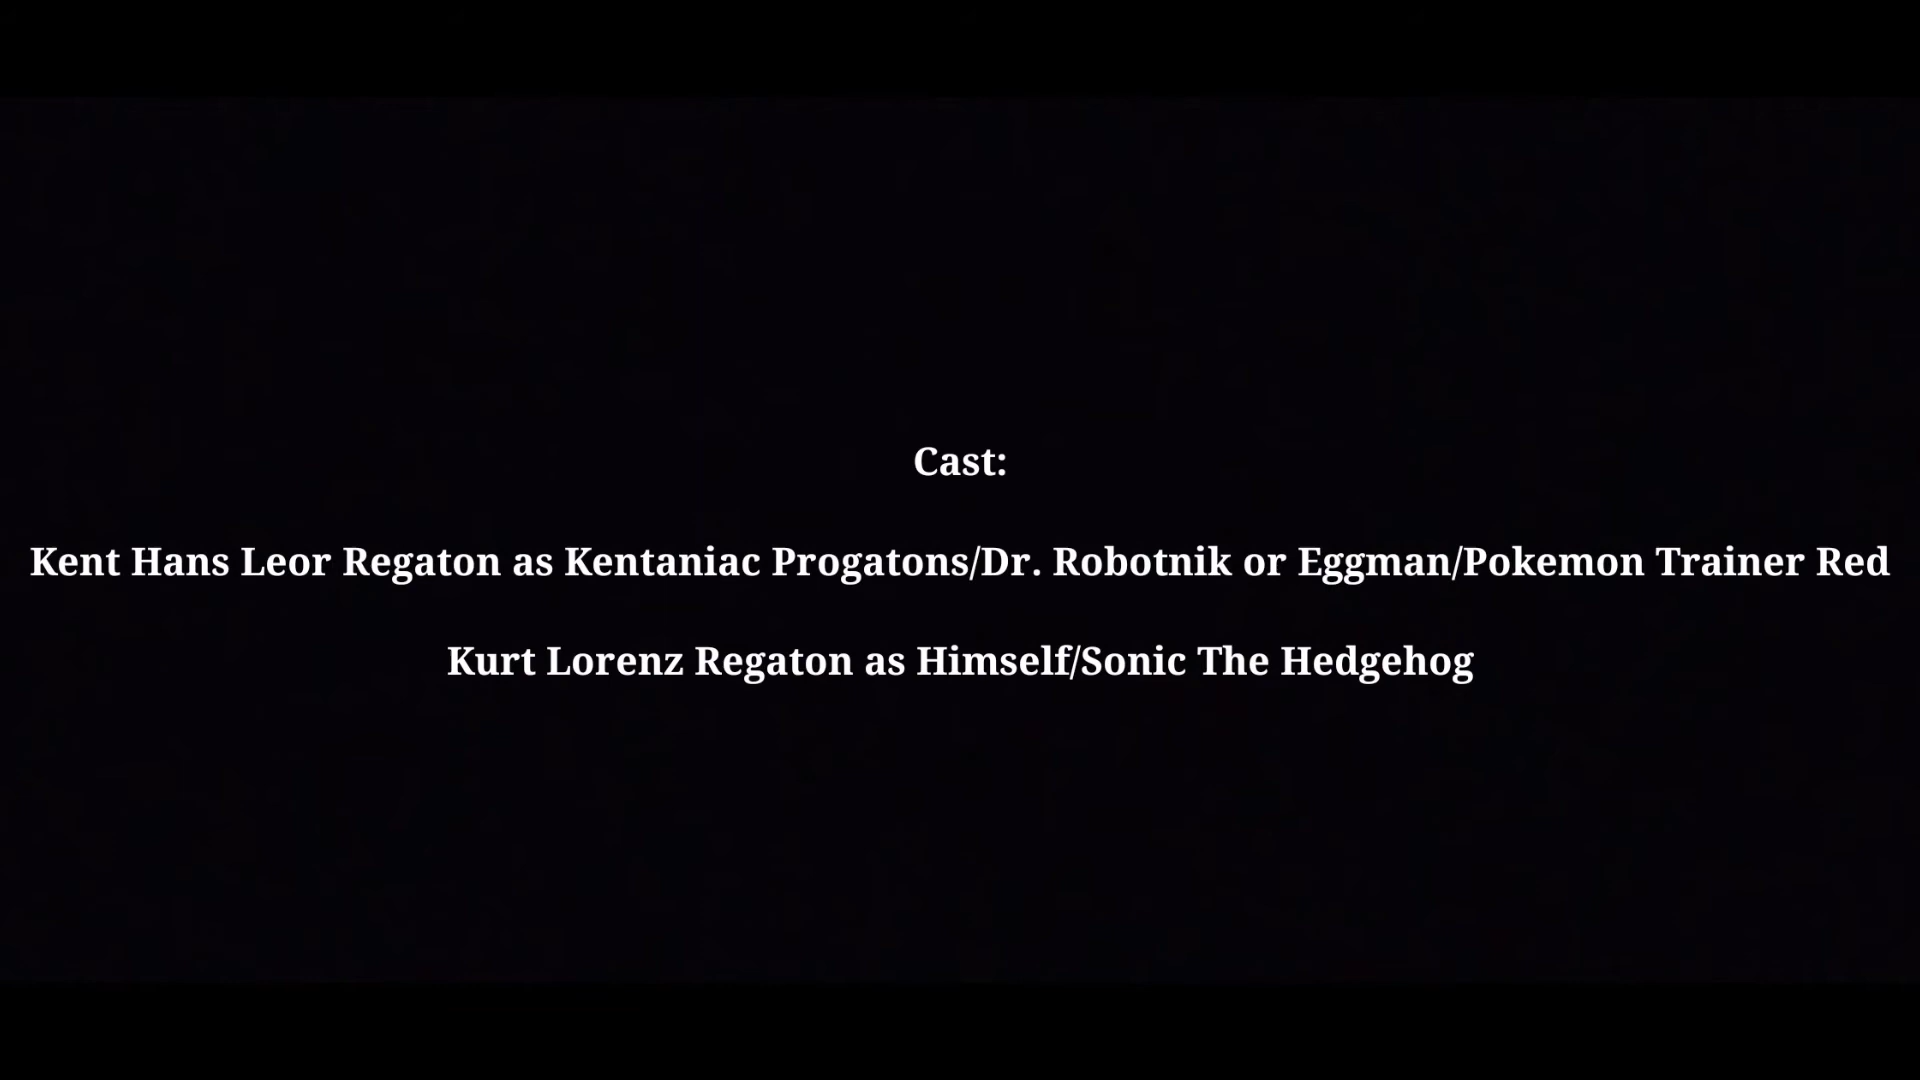 Cast:
Kent Hans Leor Regaton as Kentaniac Progatons/Dr. Robotnik or Eggman/Pokemon Trainer Red
Kurt Lorenz Regaton as Himself/Sonic The Hedgehog